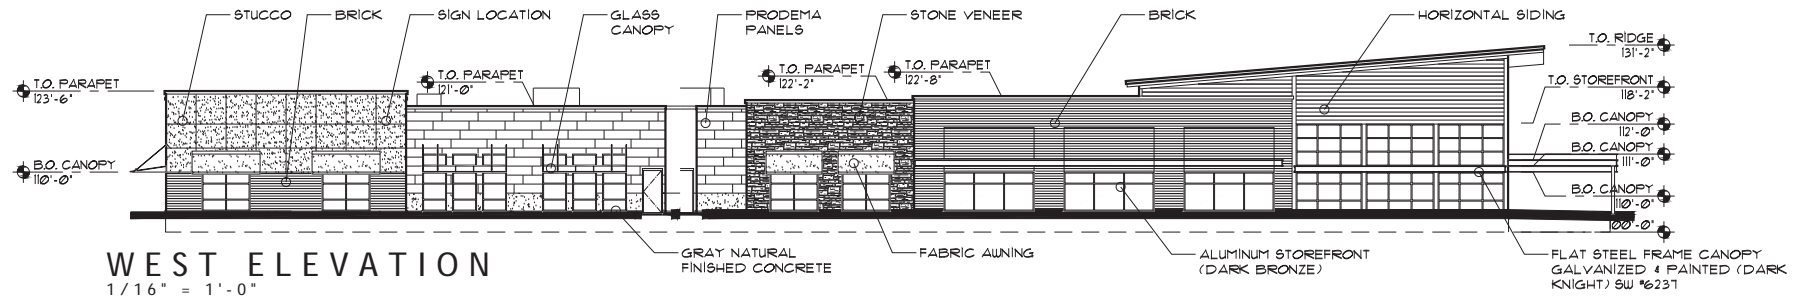 STUCCO
BRICK
SIGN LOCATION
GLASS
CANOPY
PRODEMA
PANELS
STONE VENEER
BRICK
HORIZONTAL SIDING
T.O. RIDGE
131'-2"
T.O. PARAPET
123'-6"
T.O. PARAPET
121'-0"
T.O. PARAPET
122'-2"
T.O. PARAPET
122'-8"
T.O. STOREFRONT
118'-2"
B.O. CANOPY
112'-0"
B.O. CANOPY
111'-0"
B.O. CANOPY
110'-0"
B.O. CANOPY
110'-0"
100'-0"
GRAY NATURAL
FINISHED CONCRETE
FABRIC AWNING
ALUMINUM STOREFRONT
(DARK BRONZE)
FLAT STEEL FRAME CANOPY
GALVANIZED & PAINTED (DARK
KNIGHT) SW #6237
WEST ELEVATION
1/16" = 1'-0"